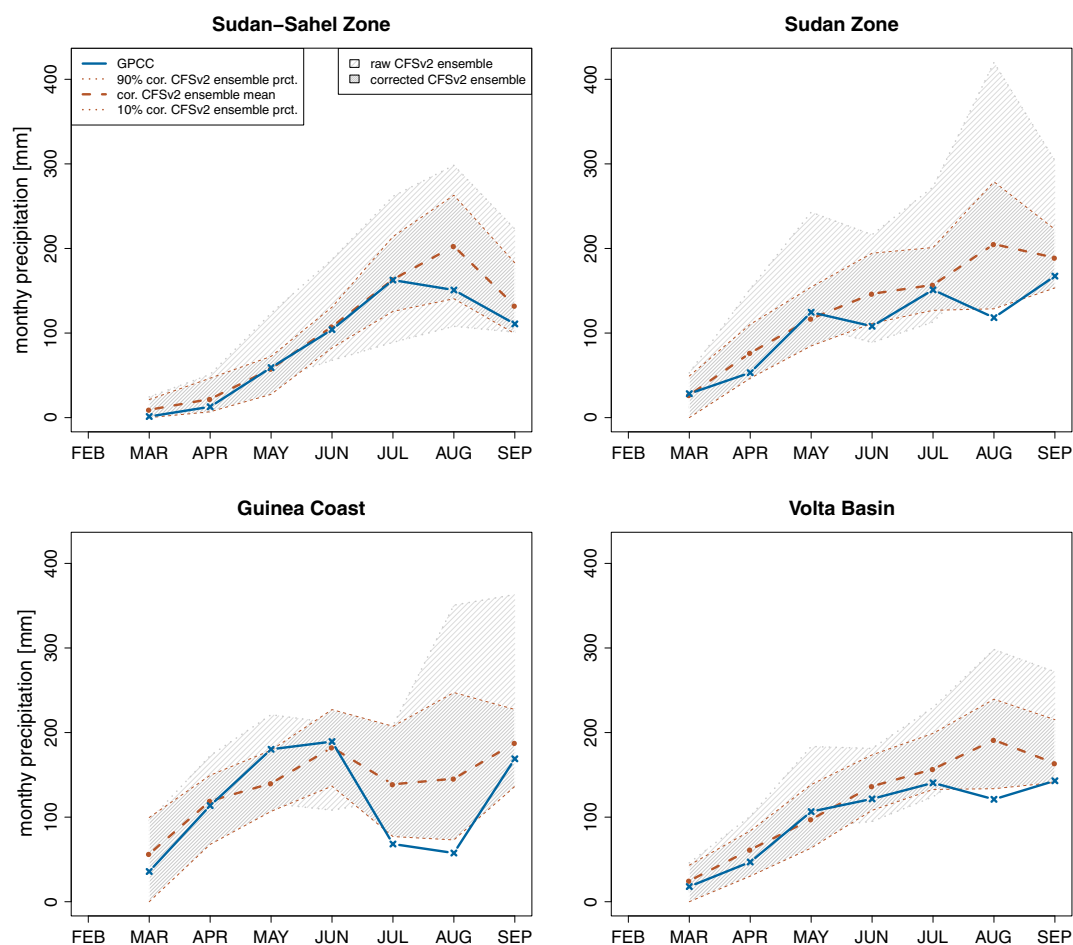 Sudan−Sahel Zone
GPCC
90% cor. CFSv2 ensemble prct.
cor. CFSv2 ensemble mean
10% cor. CFSv2 ensemble prct.
raw CFSv2 ensemble
corrected CFSv2 ensemble
monthy precipitation [mm]
400
300
200
100
0
FEB MAR APR MAY JUN JUL AUG SEP
Sudan Zone
400
300
200
100
0
FEB MAR APR MAY JUN JUL AUG SEP
Guinea Coast
monthy precipitation [mm]
400
300
200
100
0
FEB MAR APR MAY JUN JUL AUG SEP
Volta Basin
400
300
200
100
0
FEB MAR APR MAY JUN JUL AUG SEP